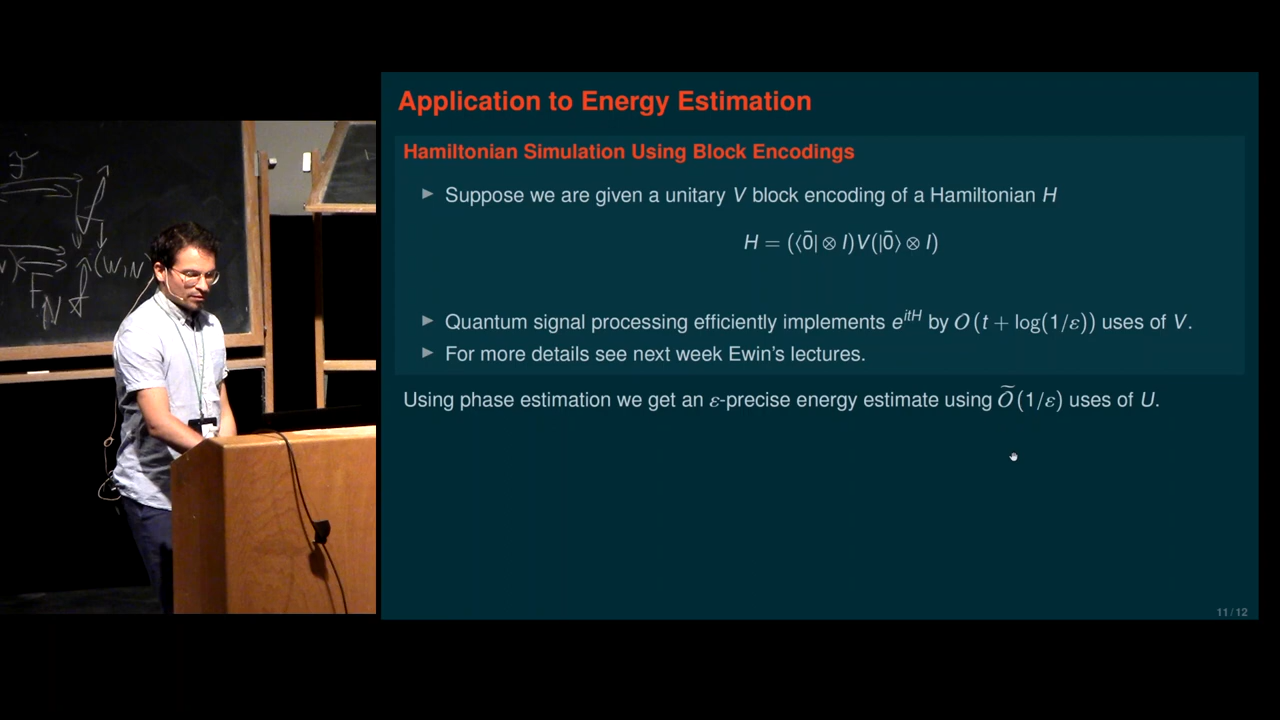 Application to Energy Estimation
Hamiltonian Simulation Using Block Encodings
▶ Suppose we are given a unitary V block encoding of a Hamiltonian H
H = (⟨0̄| ⊗ I)V(|0̄⟩ ⊗ I)
▶ Quantum signal processing efficiently implements e^{itH} by 𝒪(t + log(1/ε)) uses of V.
▶ For more details see next week Ewin's lectures.
Using phase estimation we get an ε-precise energy estimate using 𝒪̃(1/ε) uses of U.
11 / 12